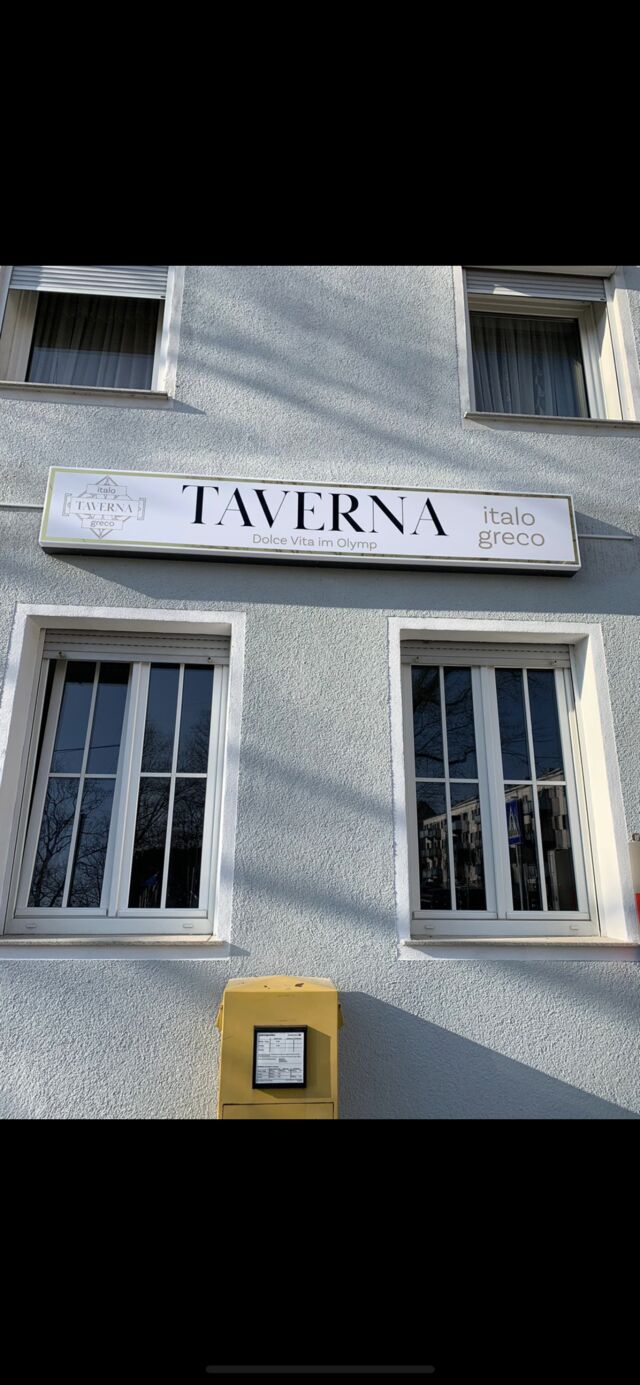 italo
TAVERNA
greco
TAVERNA
Dolce Vita im Olymp
italo
greco